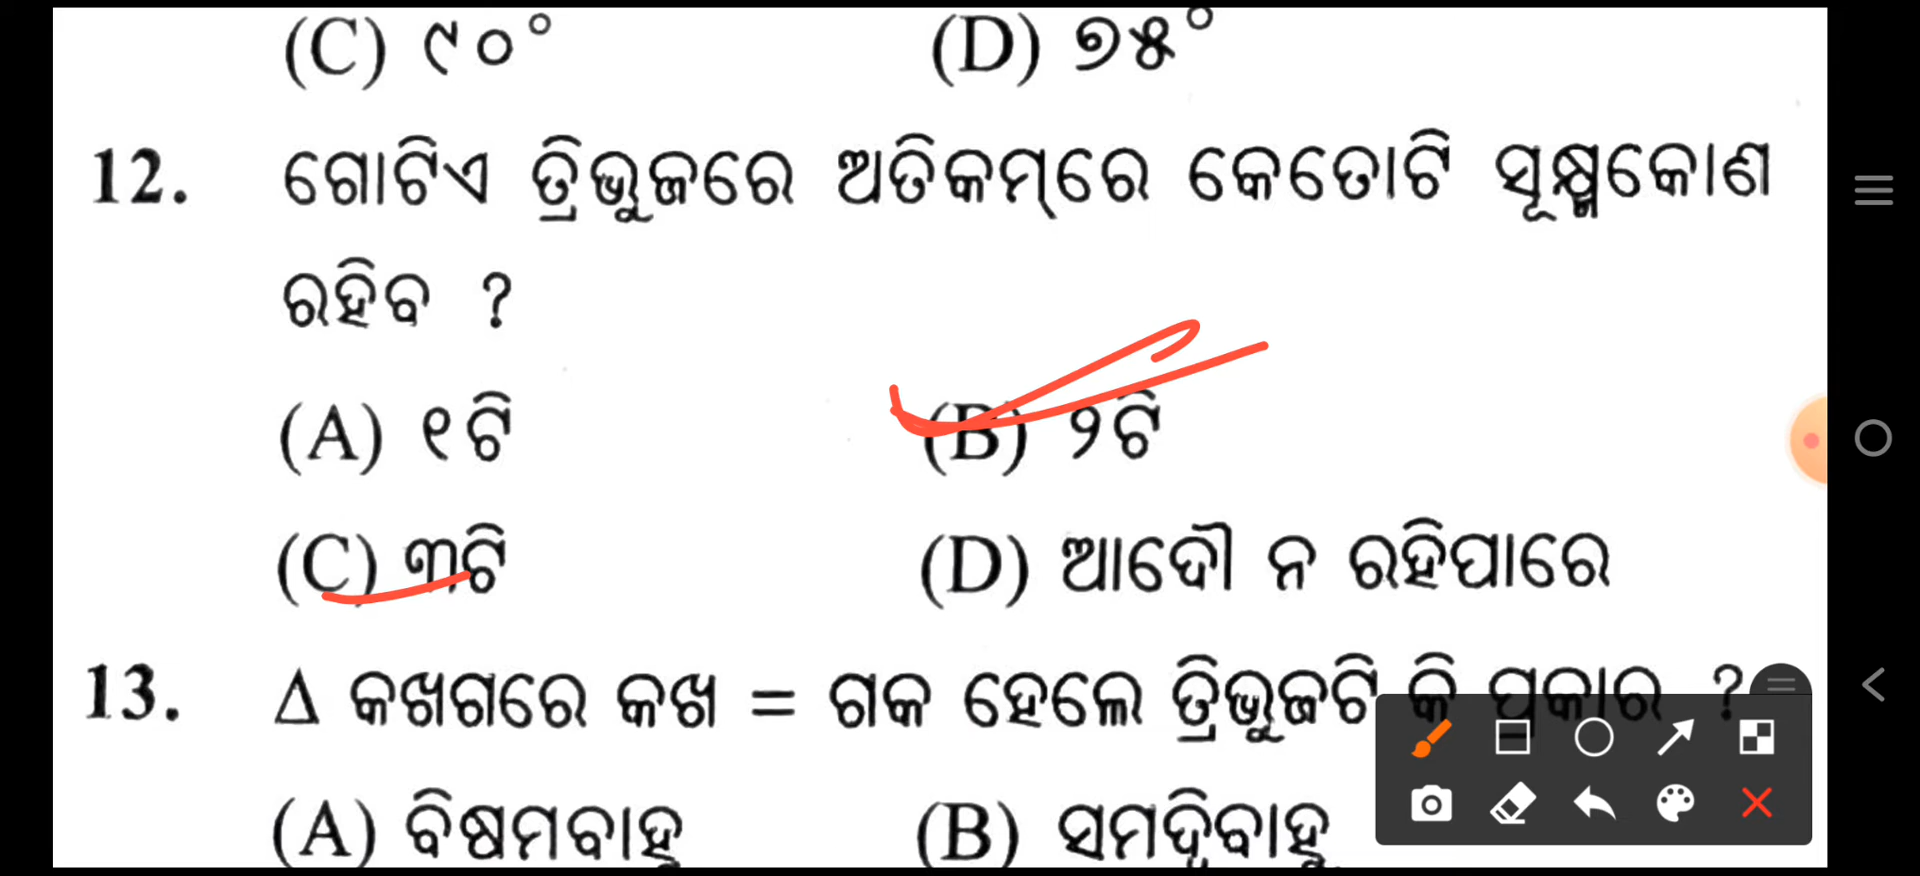 (C) ୯୦° (D) ୭୫°
12. ଗୋଟିଏ ତ୍ରିଭୁଜରେ ଅତିକମ୍‌ରେ କେତୋଟି ସୂକ୍ଷ୍ମକୋଣ
ରହିବ ?
(A) ୧ଟି (B) ୨ଟି
(C) ୩ଟି (D) ଆଦୌ ନ ରହିପାରେ
13. Δ କଖଗରେ କଖ = ଗକ ହେଲେ ତ୍ରିଭୁଜଟି କି ପ୍ରକାର ?
(A) ବିଷମବାହୁ (B) ସମଦ୍ୱିବାହୁ